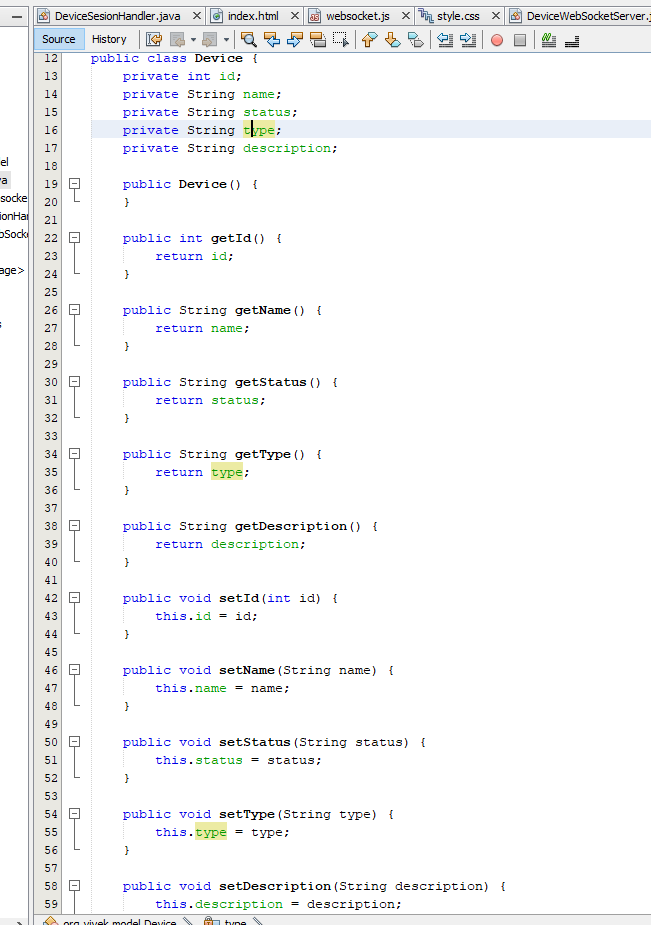 DeviceSesionHandler.java
index.html
websocket.js
style.css
DeviceWebSocketServer.j
Source
History
12 public class Device {
13 private int id;
14 private String name;
15 private String status;
16 private String type;
17 private String description;
18
19 public Device() {
20 }
21
22 public int getId() {
23 return id;
24 }
25
26 public String getName() {
27 return name;
28 }
29
30 public String getStatus() {
31 return status;
32 }
33
34 public String getType() {
35 return type;
36 }
37
38 public String getDescription() {
39 return description;
40 }
41
42 public void setId(int id) {
43 this.id = id;
44 }
45
46 public void setName(String name) {
47 this.name = name;
48 }
49
50 public void setStatus(String status) {
51 this.status = status;
52 }
53
54 public void setType(String type) {
55 this.type = type;
56 }
57
58 public void setDescription(String description) {
59 this.description = description;
el
va
socke
ionHan
bSocke
age>
s
org.vivek.model.Device
type